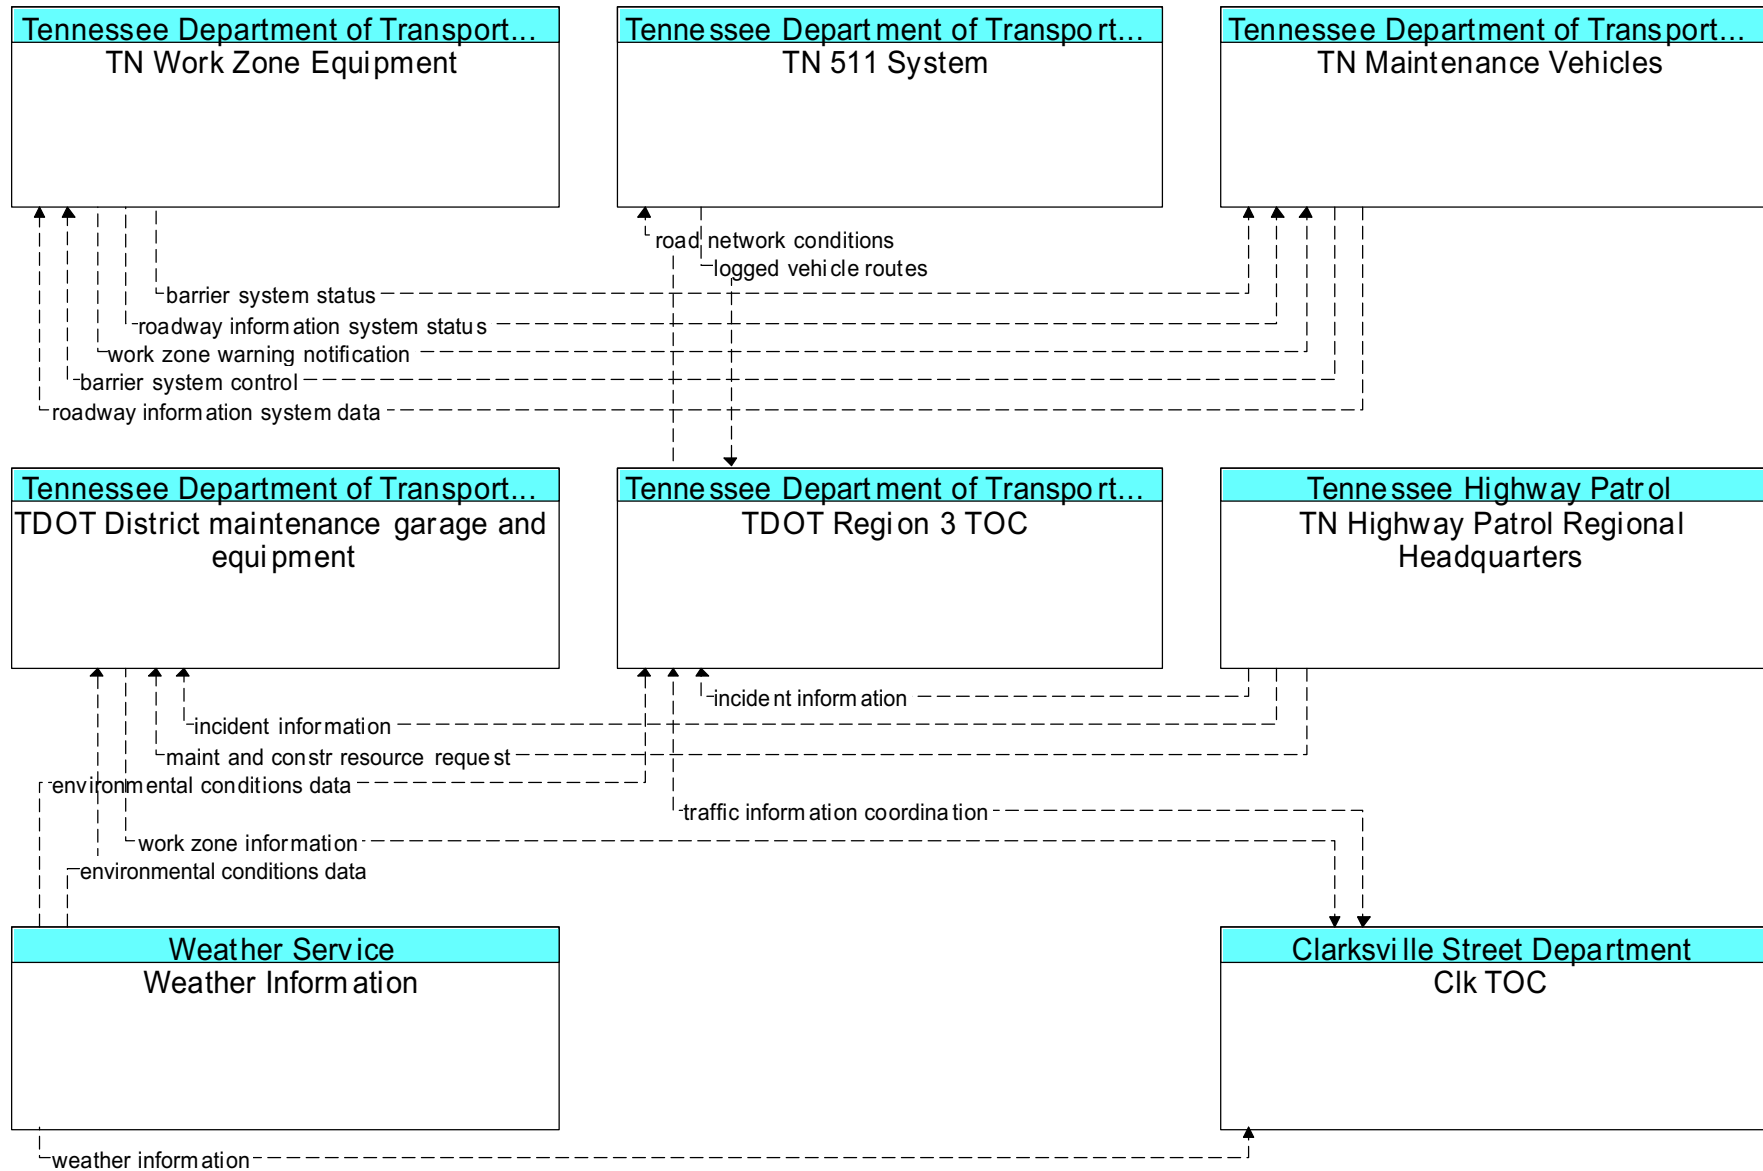 Tennessee Department of Transport...
TN Work Zone Equipment
Tennessee Department of Transport...
TN 511 System
Tennessee Department of Transport...
TN Maintenance Vehicles
road network conditions
logged vehicle routes
barrier system status
roadway information system status
work zone warning notification
barrier system control
roadway information system data
Tennessee Department of Transport...
TDOT District maintenance garage and
equipment
Tennessee Department of Transport...
TDOT Region 3 TOC
Tennessee Highway Patrol
TN Highway Patrol Regional
Headquarters
incident information
incident information
maint and constr resource request
environmental conditions data
traffic information coordination
work zone information
environmental conditions data
Weather Service
Weather Information
Clarksville Street Department
Clk TOC
weather information